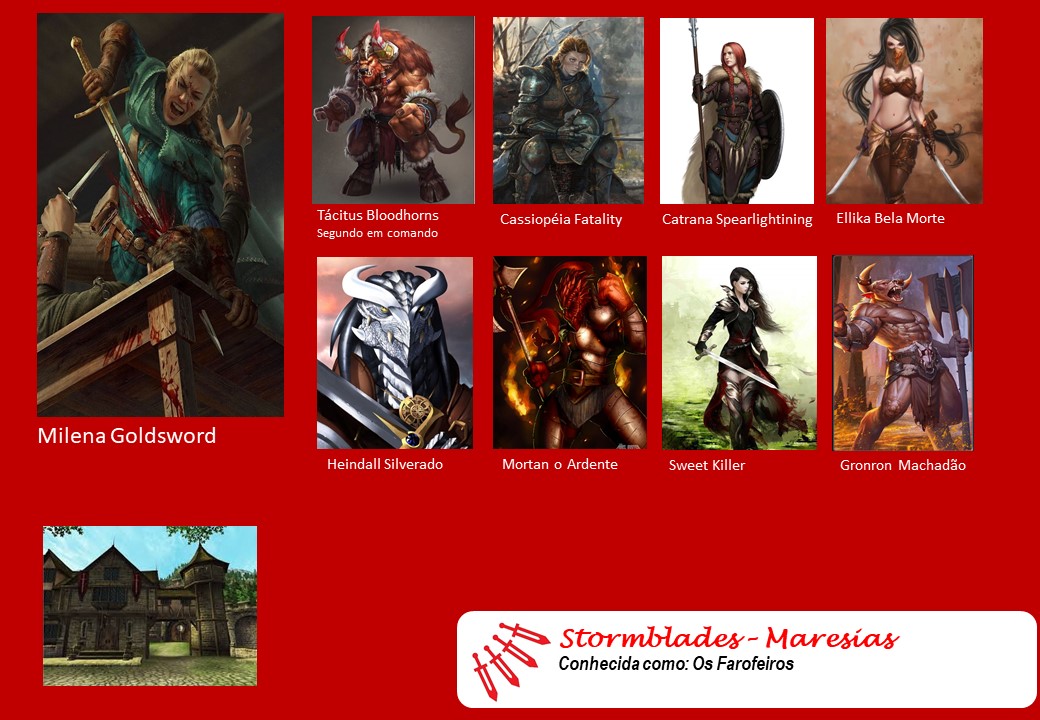 Milena Goldsword
Tácitus Bloodhorns
Segundo em comando
Cassiopéia Fatality
Catrana Spearlightining
Ellika Bela Morte
Heindall Silverado
Mortan o Ardente
Sweet Killer
Gronron Machadão
Stormblades – Maresias
Conhecida como: Os Farofeiros